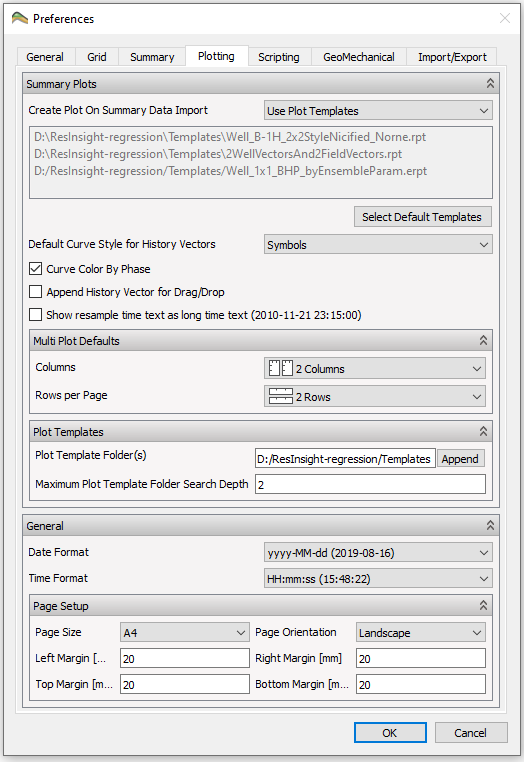 Preferences
General Grid Summary Plotting Scripting GeoMechanical Import/Export
Summary Plots
Create Plot On Summary Data Import Use Plot Templates
D:\ResInsight-regression\Templates\Well_B-1H_2x2StyleNicified_Norne.rpt
D:\ResInsight-regression\Templates\2WellVectorsAnd2FieldVectors.rpt
D:/ResInsight-regression/Templates/Well_1x1_BHP_byEnsembleParam.erpt
Select Default Templates
Default Curve Style for History Vectors Symbols
Curve Color By Phase
Append History Vector for Drag/Drop
Show resample time text as long time text (2010-11-21 23:15:00)
Multi Plot Defaults
Columns 2 Columns
Rows per Page 2 Rows
Plot Templates
Plot Template Folder(s) D:/ResInsight-regression/Templates Append
Maximum Plot Template Folder Search Depth 2
General
Date Format yyyy-MM-dd (2019-08-16)
Time Format HH:mm:ss (15:48:22)
Page Setup
Page Size A4 Page Orientation Landscape
Left Margin [... 20 Right Margin [mm] 20
Top Margin [m... 20 Bottom Margin [m... 20
OK Cancel